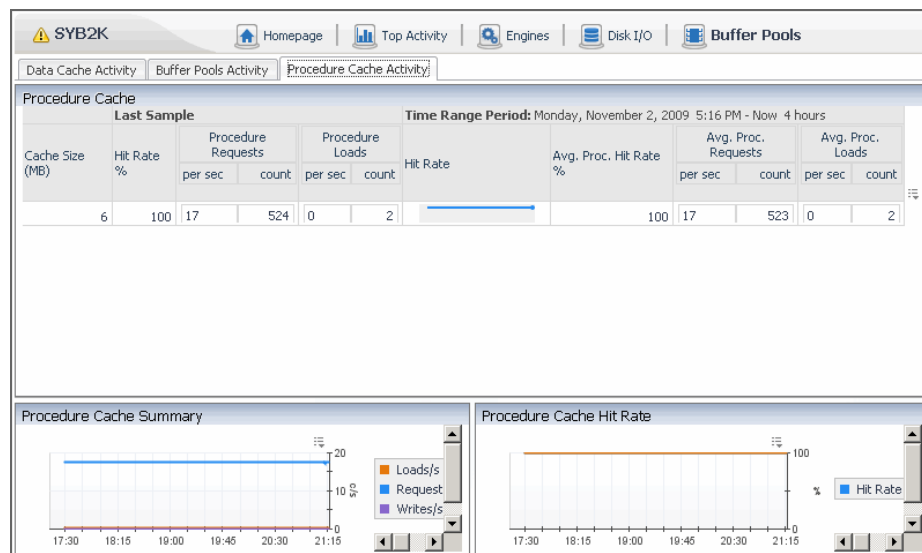 SYB2K Homepage Top Activity Engines Disk I/O Buffer Pools
Data Cache Activity Buffer Pools Activity Procedure Cache Activity
Procedure Cache
Last Sample Time Range Period: Monday, November 2, 2009 5:16 PM - Now 4 hours
Cache Size (MB) Hit Rate % Procedure Requests Procedure Loads Hit Rate Avg. Proc. Hit Rate % Avg. Proc. Requests Avg. Proc. Loads
per sec count per sec count per sec count per sec count
6 100 17 524 0 2 100 17 523 0 2
Procedure Cache Summary
20
10
0
c/s
17:30 18:15 19:00 19:45 20:30 21:15
Loads/s
Request
Writes/s
Procedure Cache Hit Rate
100
0
%
17:30 18:15 19:00 19:45 20:30 21:15
Hit Rate